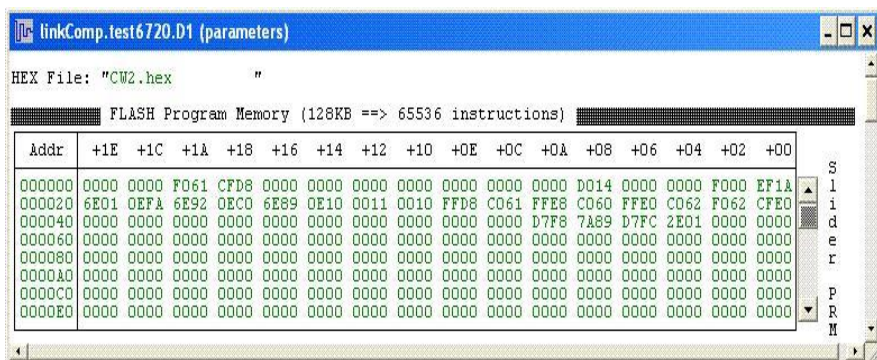 linkComp.test6720.D1 (parameters)
HEX File: "CW2.hex "
FLASH Program Memory (128KB ==> 65536 instructions)
Addr +1E +1C +1A +18 +16 +14 +12 +10 +0E +0C +0A +08 +06 +04 +02 +00
000000 0000 0000 F061 CFD8 0000 0000 0000 0000 0000 0000 0000 D014 0000 0000 F000 EF1A
000020 6E01 0EFA 6E92 0EC0 6E89 0E10 0011 0010 FFD8 C061 FFE8 C060 FFE0 C062 F062 CFE0
000040 0000 0000 0000 0000 0000 0000 0000 0000 0000 0000 D7F8 7A89 D7FC 2E01 0000 0000
000060 0000 0000 0000 0000 0000 0000 0000 0000 0000 0000 0000 0000 0000 0000 0000 0000
000080 0000 0000 0000 0000 0000 0000 0000 0000 0000 0000 0000 0000 0000 0000 0000 0000
0000A0 0000 0000 0000 0000 0000 0000 0000 0000 0000 0000 0000 0000 0000 0000 0000 0000
0000C0 0000 0000 0000 0000 0000 0000 0000 0000 0000 0000 0000 0000 0000 0000 0000 0000
0000E0 0000 0000 0000 0000 0000 0000 0000 0000 0000 0000 0000 0000 0000 0000 0000 0000
Slider PRM